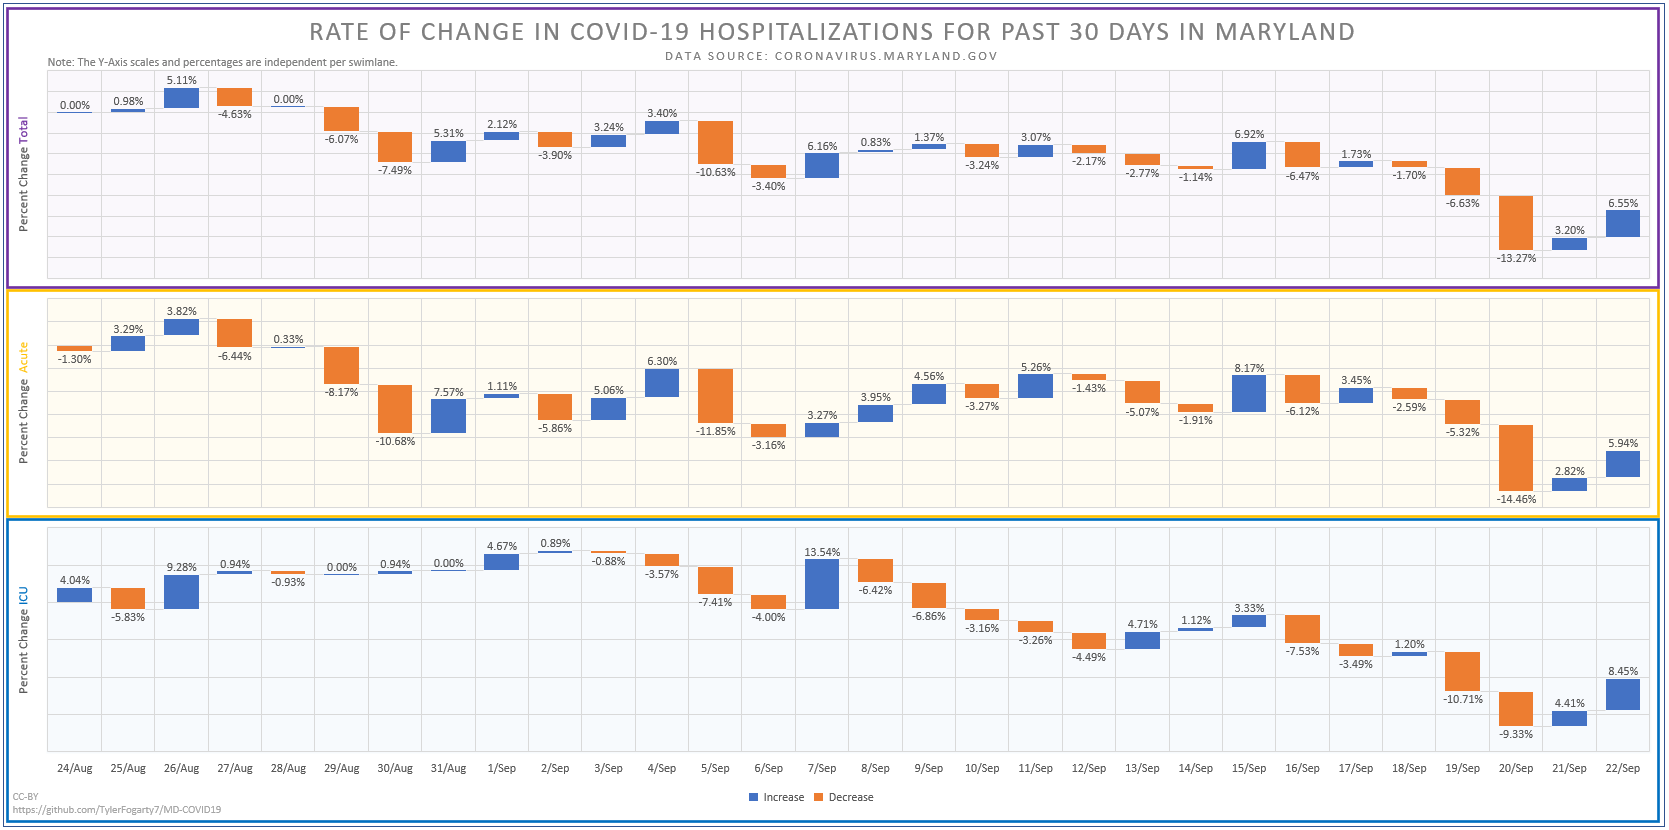 RATE OF CHANGE IN COVID-19 HOSPITALIZATIONS FOR PAST 30 DAYS IN MARYLAND
DATA SOURCE: CORONAVIRUS.MARYLAND.GOV
Note: The Y-Axis scales and percentages are independent per swimlane.
Percent Change Total
0.00% 0.98% 5.11% -4.63% 0.00% -6.07% -7.49% 5.31% 2.12% -3.90% 3.24% 3.40% -10.63% -3.40% 6.16% 0.83% 1.37% -3.24% 3.07% -2.17% -2.77% -1.14% 6.92% -6.47% 1.73% -1.70% -6.63% -13.27% 3.20% 6.55%
Percent Change Acute
-1.30% 3.29% 3.82% -6.44% 0.33% -8.17% -10.68% 7.57% 1.11% -5.86% 5.06% 6.30% -11.85% -3.16% 3.27% 3.95% 4.56% -3.27% 5.26% -1.43% -5.07% -1.91% 8.17% -6.12% 3.45% -2.59% -5.32% -14.46% 2.82% 5.94%
Percent Change ICU
4.04% -5.83% 9.28% 0.94% -0.93% 0.00% 0.94% 0.00% 4.67% 0.89% -0.88% -3.57% -7.41% -4.00% 13.54% -6.42% -6.86% -3.16% -3.26% -4.49% 4.71% 1.12% 3.33% -7.53% -3.49% 1.20% -10.71% -9.33% 4.41% 8.45%
24/Aug 25/Aug 26/Aug 27/Aug 28/Aug 29/Aug 30/Aug 31/Aug 1/Sep 2/Sep 3/Sep 4/Sep 5/Sep 6/Sep 7/Sep 8/Sep 9/Sep 10/Sep 11/Sep 12/Sep 13/Sep 14/Sep 15/Sep 16/Sep 17/Sep 18/Sep 19/Sep 20/Sep 21/Sep 22/Sep
Increase Decrease
CC-BY
https://github.com/TylerFogarty7/MD-COVID19